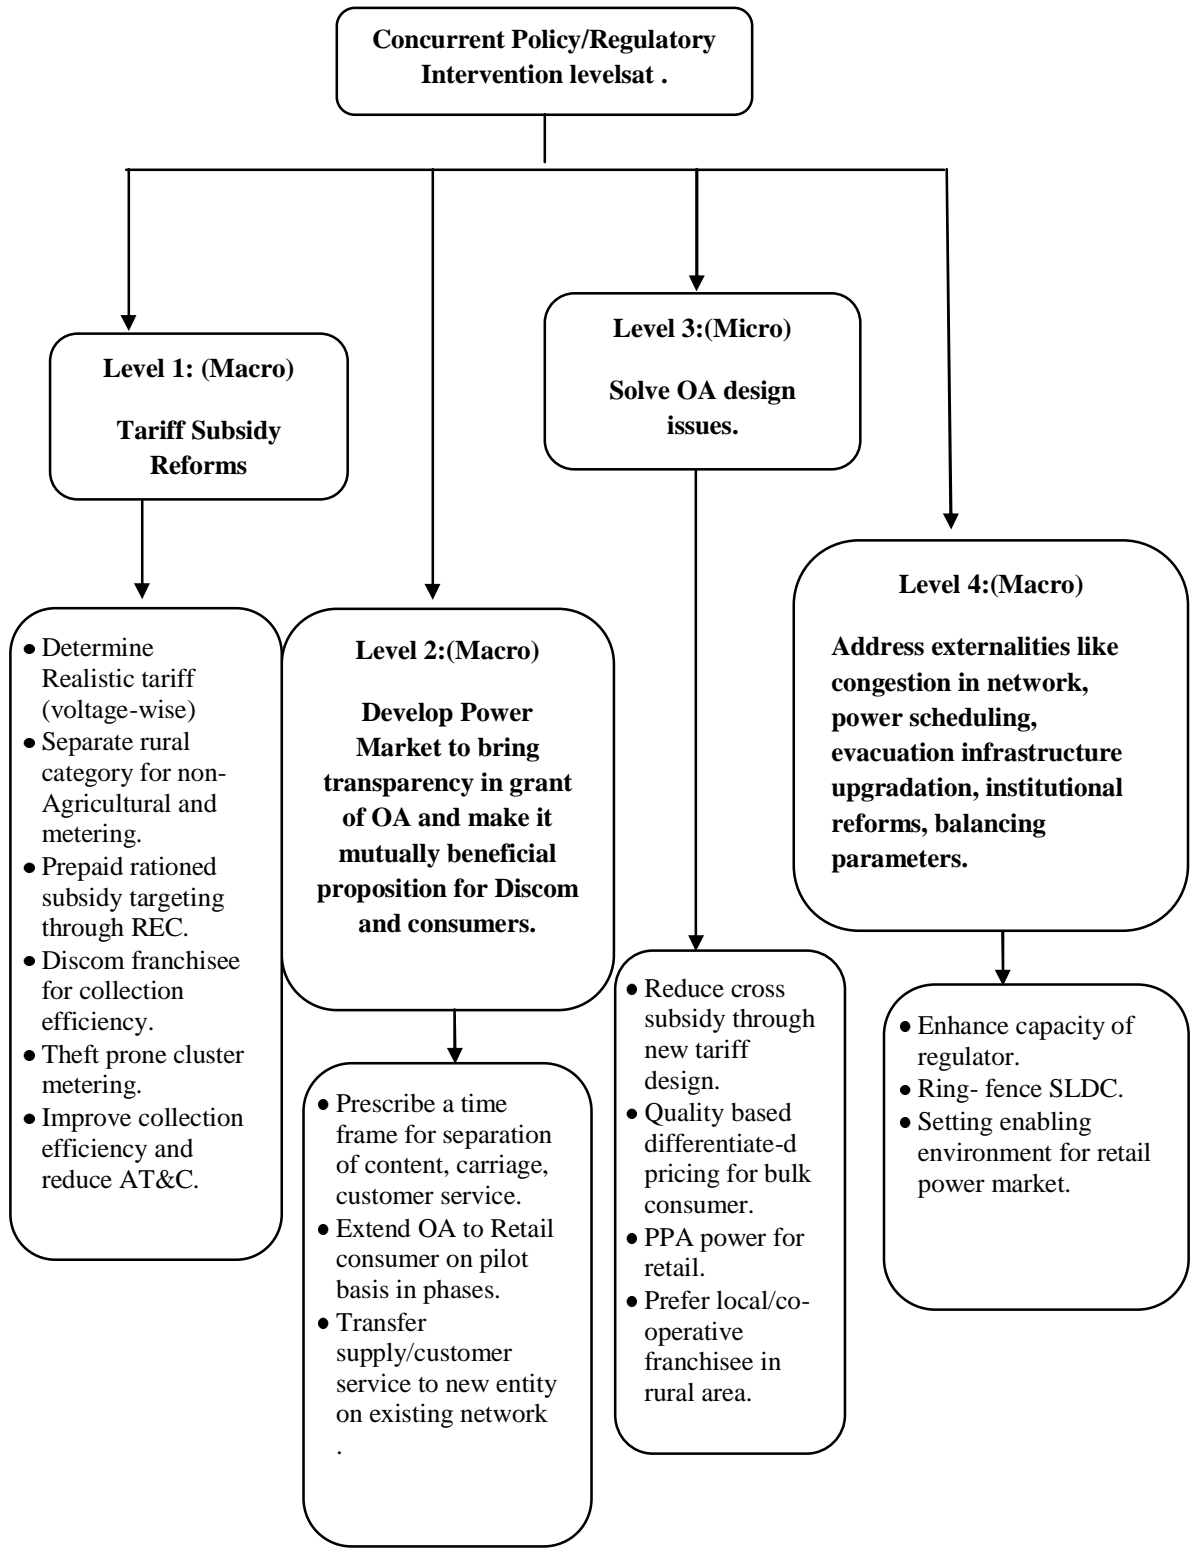 Concurrent Policy/Regulatory
Intervention levelsat .
Level 1: (Macro)
Tariff Subsidy
Reforms
• Determine
Realistic tariff
(voltage-wise)
• Separate rural
category for non-
Agricultural and
metering.
• Prepaid rationed
subsidy targeting
through REC.
• Discom franchisee
for collection
efficiency.
• Theft prone cluster
metering.
• Improve collection
efficiency and
reduce AT&C.
Level 2:(Macro)
Develop Power
Market to bring
transparency in grant
of OA and make it
mutually beneficial
proposition for Discom
and consumers.
• Prescribe a time
frame for separation
of content, carriage,
customer service.
• Extend OA to Retail
consumer on pilot
basis in phases.
• Transfer
supply/customer
service to new entity
on existing network
.
Level 3:(Micro)
Solve OA design
issues.
• Reduce cross
subsidy through
new tariff
design.
• Quality based
differentiate-d
pricing for bulk
consumer.
• PPA power for
retail.
• Prefer local/co-
operative
franchisee in
rural area.
Level 4:(Macro)
Address externalities like
congestion in network,
power scheduling,
evacuation infrastructure
upgradation, institutional
reforms, balancing
parameters.
• Enhance capacity of
regulator.
• Ring- fence SLDC.
• Setting enabling
environment for retail
power market.